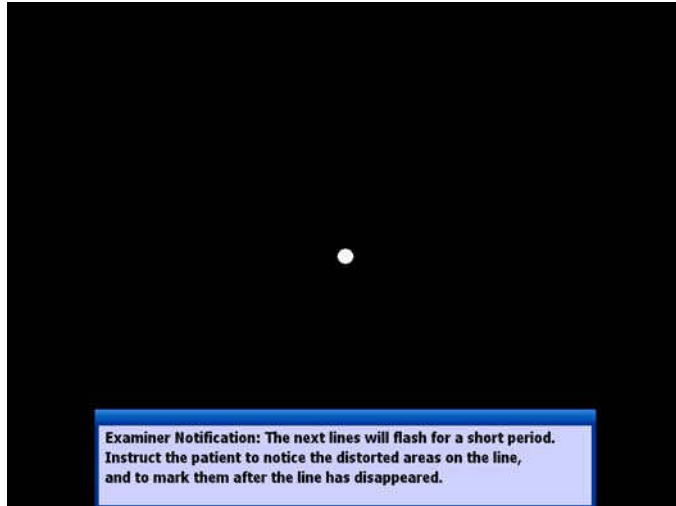 Examiner Notification: The next lines will flash for a short period.
Instruct the patient to notice the distorted areas on the line,
and to mark them after the line has disappeared.